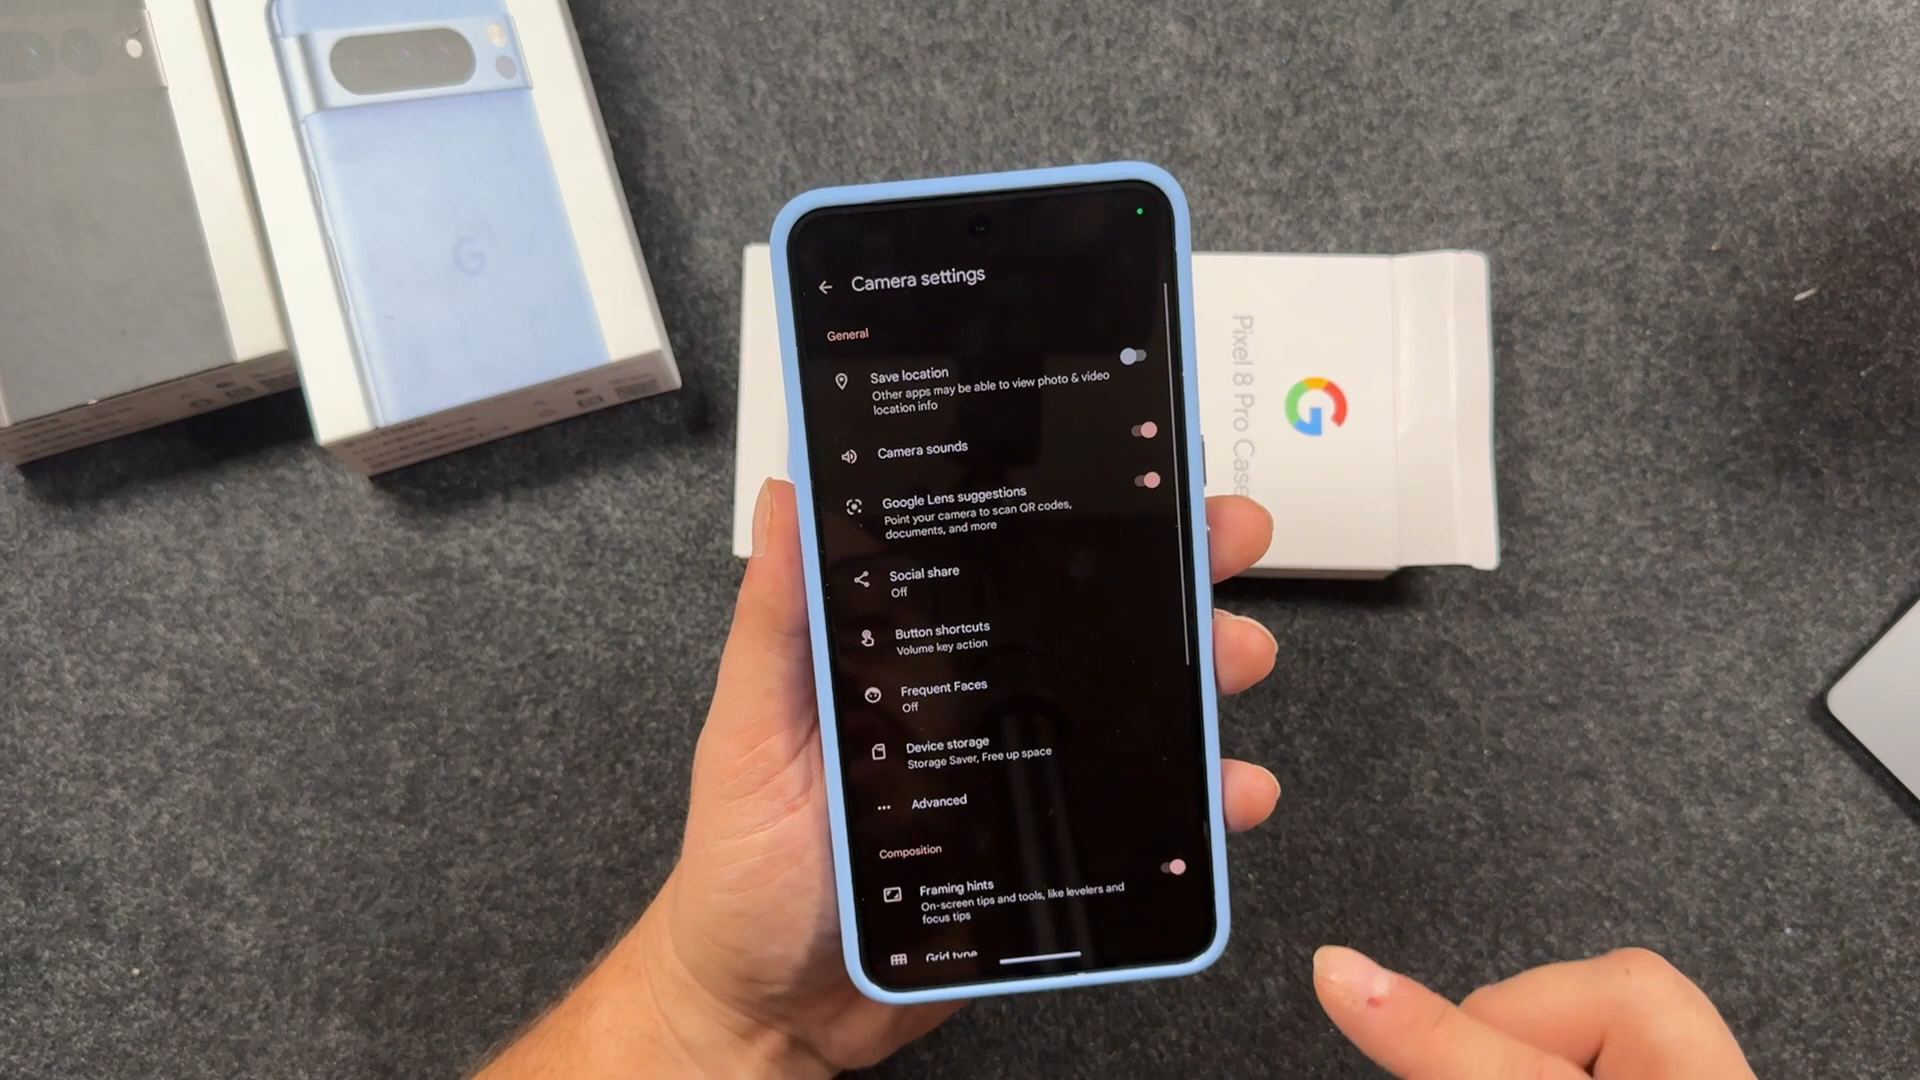 Camera settings
General
Save location
Other apps may be able to view photo & video
location info
Camera sounds
Google Lens suggestions
Point your camera to scan QR codes,
documents, and more
Social share
Off
Button shortcuts
Volume key action
Frequent Faces
Off
Device storage
Storage Saver, Free up space
Advanced
Composition
Framing hints
On-screen tips and tools, like levelers and
focus tips
Grid type
Pixel 8 Pro Case
G
G